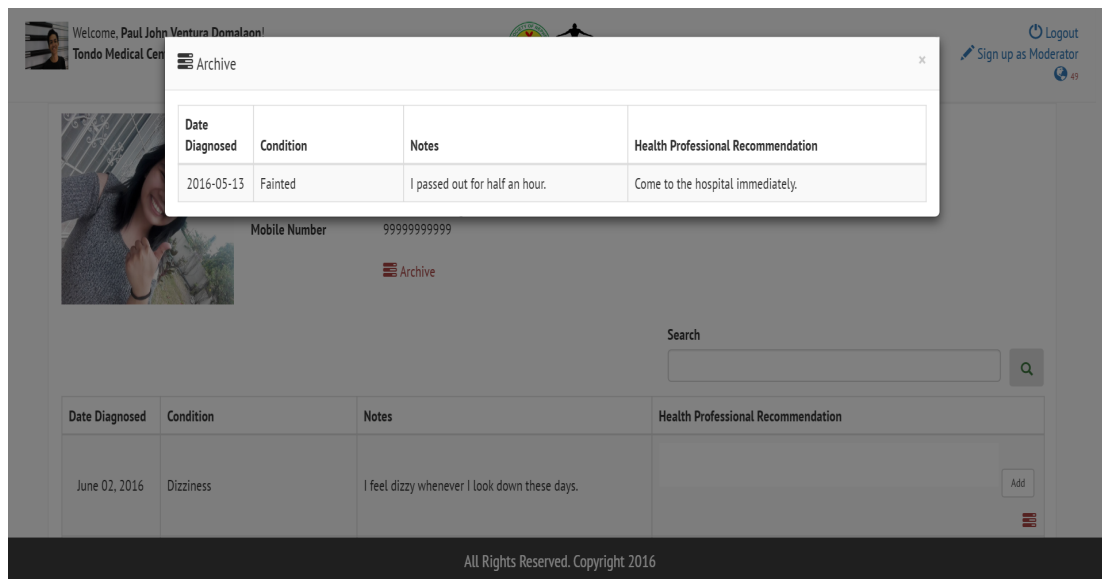 Welcome, Paul John Ventura Domalaon!
Tondo Medical Cen
Logout
Sign up as Moderator
49
Archive
×
Date Diagnosed
Condition
Notes
Health Professional Recommendation
2016-05-13
Fainted
I passed out for half an hour.
Come to the hospital immediately.
Mobile Number
99999999999
Archive
Search
Date Diagnosed
Condition
Notes
Health Professional Recommendation
June 02, 2016
Dizziness
I feel dizzy whenever I look down these days.
Add
All Rights Reserved. Copyright 2016